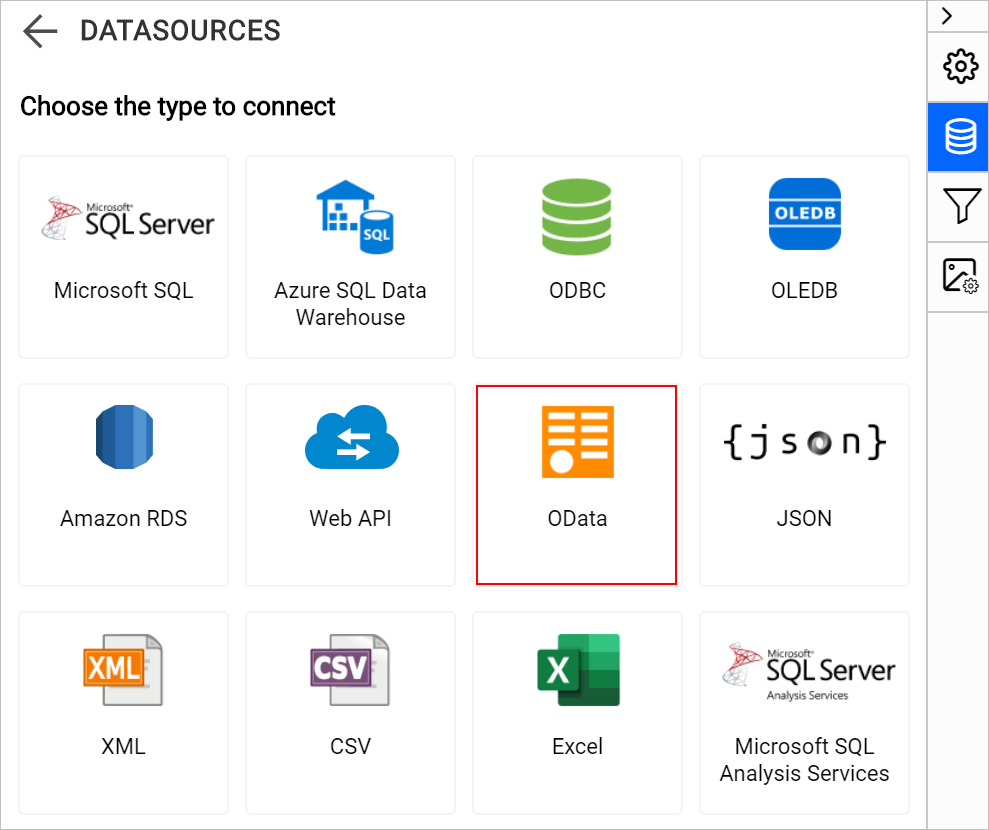 DATASOURCES
Choose the type to connect
Microsoft®
SQL Server
Microsoft SQL
SQL
Azure SQL Data
Warehouse
ODBC
OLEDB
OLEDB
Amazon RDS
Web API
OData
{json}
JSON
XML
XML
CSV
CSV
X
Excel
Microsoft®
SQL Server
Analysis Services
Microsoft SQL
Analysis Services